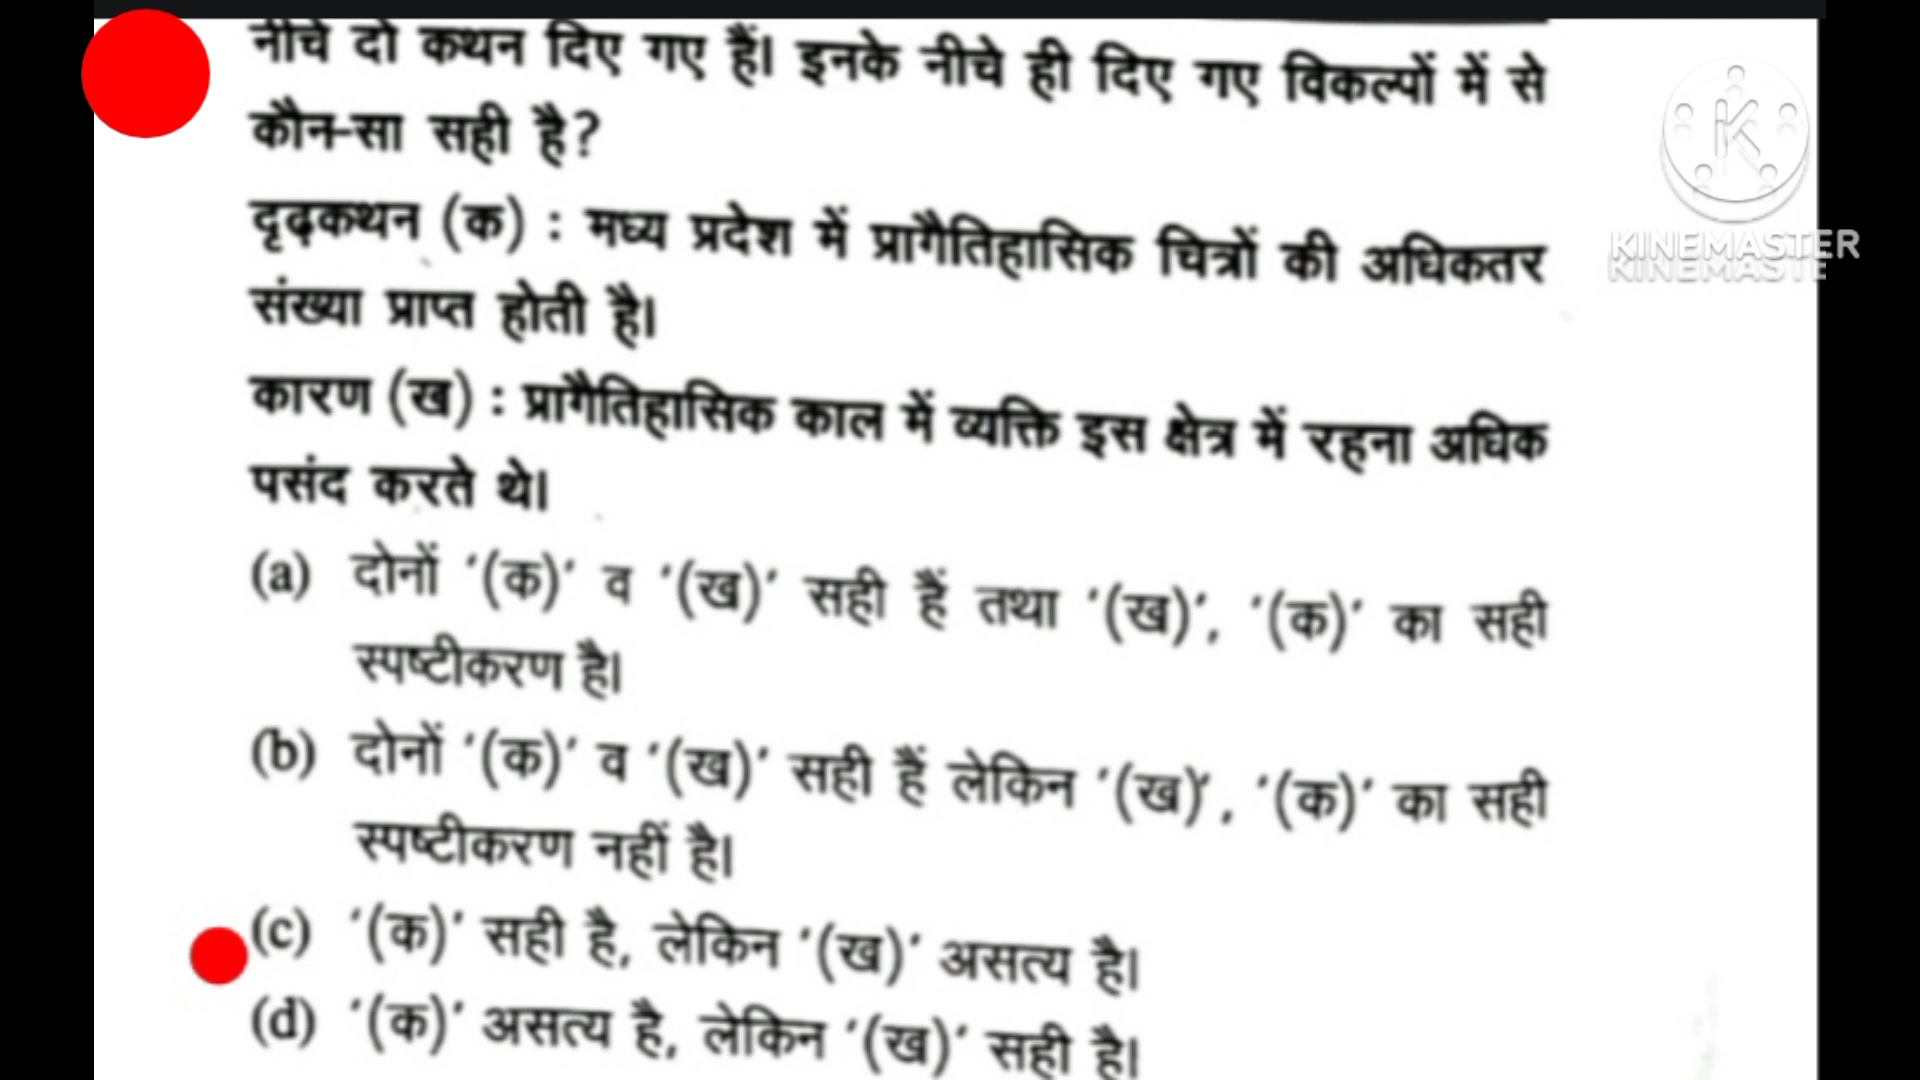 नीचे दो कथन दिए गए हैं। इनके नीचे ही दिए गए विकल्पों में से
कौन-सा सही है?
दृढ़कथन (क) : मध्य प्रदेश में प्रागैतिहासिक चित्रों की अधिकतर
संख्या प्राप्त होती है।
कारण (ख) : प्रागैतिहासिक काल में व्यक्ति इस क्षेत्र में रहना अधिक
पसंद करते थे।
(a) दोनों '(क)' व '(ख)' सही हैं तथा '(ख)', '(क)' का सही
स्पष्टीकरण है।
(b) दोनों '(क)' व '(ख)' सही हैं लेकिन '(ख)', '(क)' का सही
स्पष्टीकरण नहीं है।
(c) '(क)' सही है, लेकिन '(ख)' असत्य है।
(d) '(क)' असत्य है, लेकिन '(ख)' सही है।
K
KINEMASTER
KINEMASTE